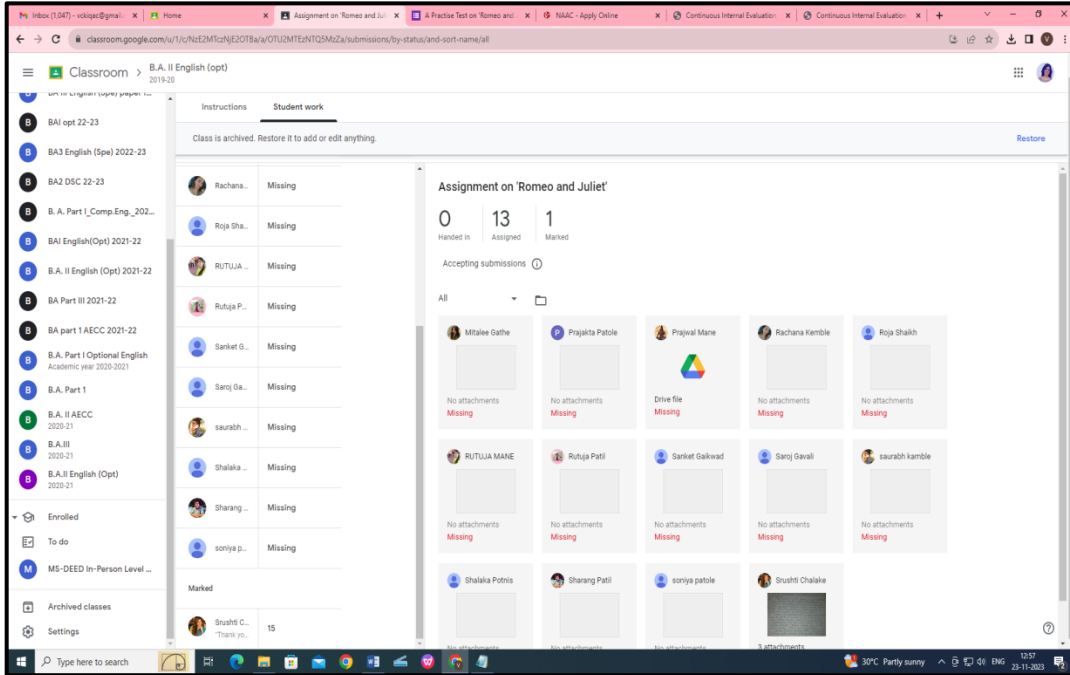 Inbox (1,047) - vckiqac@gmail.
Home
Assignment on 'Romeo and Jul
A Practise Test on 'Romeo and
NAAC - Apply Online
Continuous Internal Evaluation
Continuous Internal Evaluation
classroom.google.com/u/1/c/NzE2MTczNjE2OTBa/a/OTU2MTEzNTQ5MzZa/submissions/by-status/and-sort-name/all
Classroom > B.A. II English (opt)
2019-20
BAI opt 22-23
BA3 English (Spe) 2022-23
BA2 DSC 22-23
B. A. Part I_Comp.Eng._202...
BAI English(Opt) 2021-22
B.A. II English (Opt) 2021-22
BA Part III 2021-22
BA part 1 AECC 2021-22
B.A. Part I Optional English
Academic year 2020-2021
B.A. Part 1
B.A. II AECC
2020-21
B.A.III
2020-21
B.A.II English (Opt)
2020-21
Enrolled
To do
MS-DEED In-Person Level ...
Archived classes
Settings
Instructions
Student work
Class is archived. Restore it to add or edit anything.
Restore
Rachana... Missing
Roja Sha... Missing
RUTUJA ... Missing
Rutuja P... Missing
Sanket G... Missing
Saroj Ga... Missing
saurabh ... Missing
Shalaka ... Missing
Sharang ... Missing
soniya p... Missing
Marked
Srushti C... 15
"Thank yo...
Assignment on 'Romeo and Juliet'
0 13 1
Handed in Assigned Marked
Accepting submissions
All
Mitalee Gathe
No attachments
Missing
P Prajakta Patole
No attachments
Missing
Prajwal Mane
Drive file
Missing
Rachana Kemble
No attachments
Missing
Roja Shaikh
No attachments
Missing
RUTUJA MANE
No attachments
Missing
Rutuja Patil
No attachments
Missing
Sanket Gaikwad
No attachments
Missing
Saroj Gavali
No attachments
Missing
saurabh kamble
No attachments
Missing
Shalaka Potnis
No attachments
Sharang Patil
No attachments
soniya patole
No attachments
Srushti Chalake
3 attachments
Type here to search
30°C Partly sunny
ENG
12:57
23-11-2023